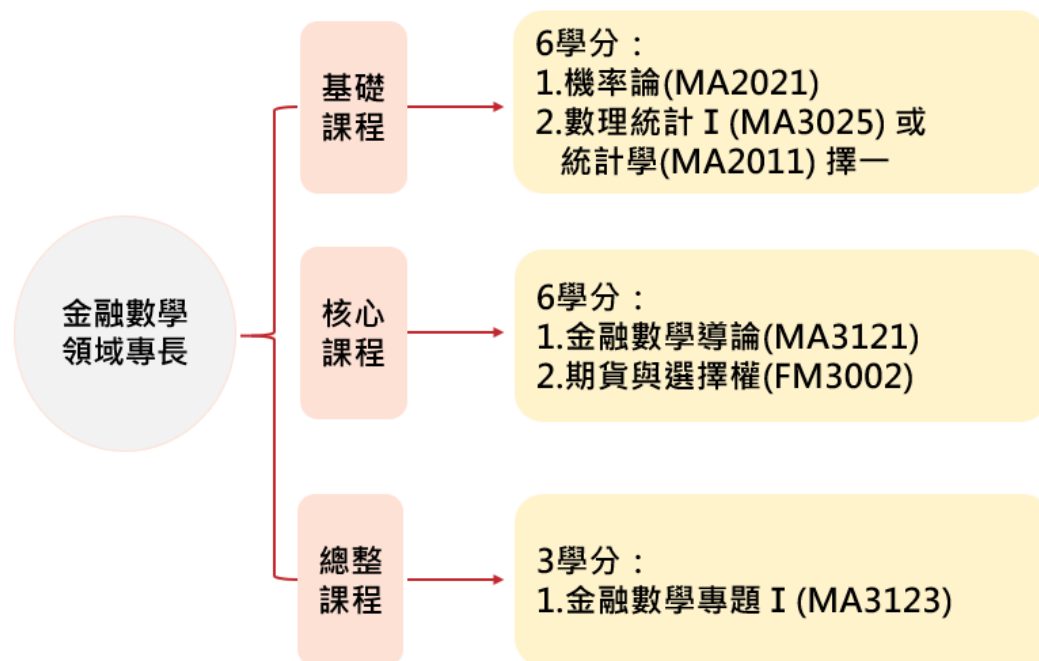 金融數學
領域專長
基礎
課程
6學分：
1.機率論(MA2021)
2.數理統計 I (MA3025) 或
統計學(MA2011) 擇一
核心
課程
6學分：
1.金融數學導論(MA3121)
2.期貨與選擇權(FM3002)
總整
課程
3學分：
1.金融數學專題 I (MA3123)